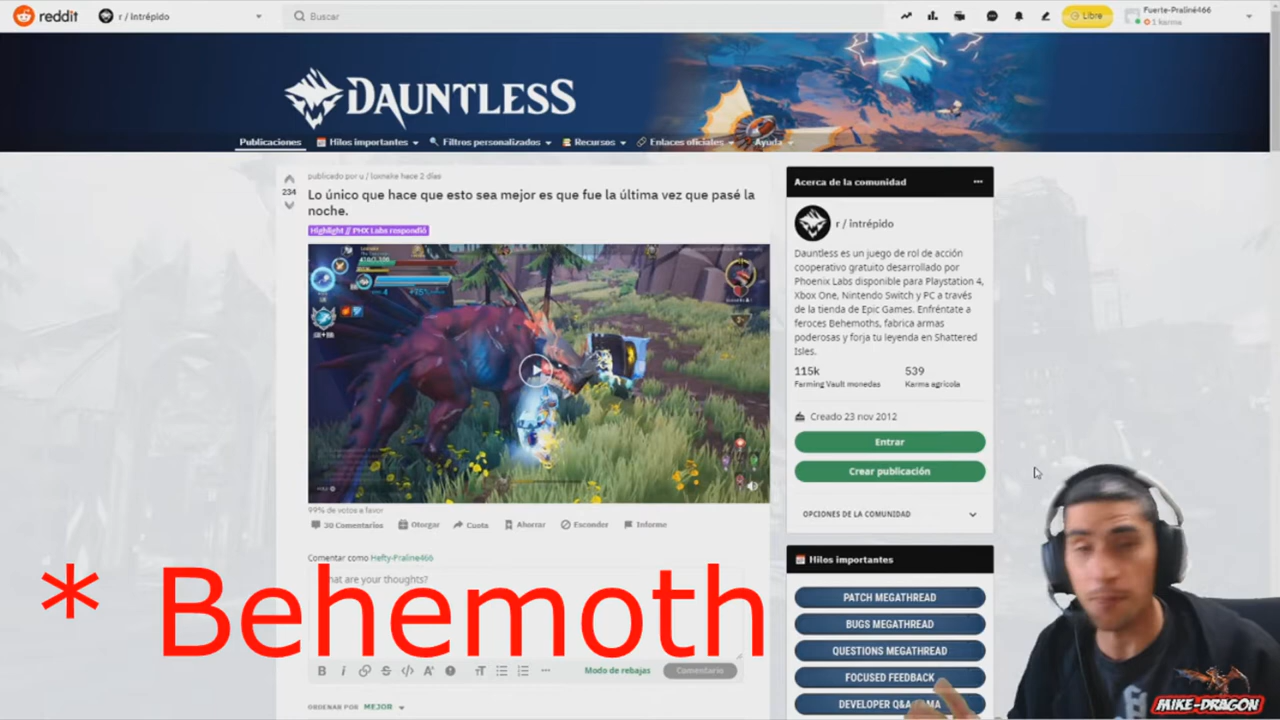 reddit
r / Intrépido
Buscar
Libre
Fuerte-Praliné466
1 karma
DAUNTLESS
Publicaciones
Hilos importantes
Filtros personalizados
Recursos
Enlaces oficiales
Ayuda
234
Lo único que hace que esto sea mejor es que fue la última vez que pasé la
noche.
Highlight // PHX Labs respondió
99% de votos a favor
30 Comentarios
Otorgar
Cuota
Ahorrar
Esconder
Informe
Comentar como Hefty-Praline466
are your thoughts?
* Behemoth
Modo de rebajas
Comentario
ORDENAR POR MEJOR
Acerca de la comunidad
r / intrépido
Dauntless es un juego de rol de acción
cooperativo gratuito desarrollado por
Phoenix Labs disponible para Playstation 4,
Xbox One, Nintendo Switch y PC a través
de la tienda de Epic Games. Enfréntate a
feroces Behemoths, fabrica armas
poderosas y forja tu leyenda en Shattered
Isles.
115k
539
Farming Vault monedas
Karma agrícola
Creado 23 nov 2012
Entrar
Crear publicación
OPCIONES DE LA COMUNIDAD
Hilos importantes
PATCH MEGATHREAD
BUGS MEGATHREAD
QUESTIONS MEGATHREAD
FOCUSED FEEDBACK
DEVELOPER Q&A
MIKE-DRAGON